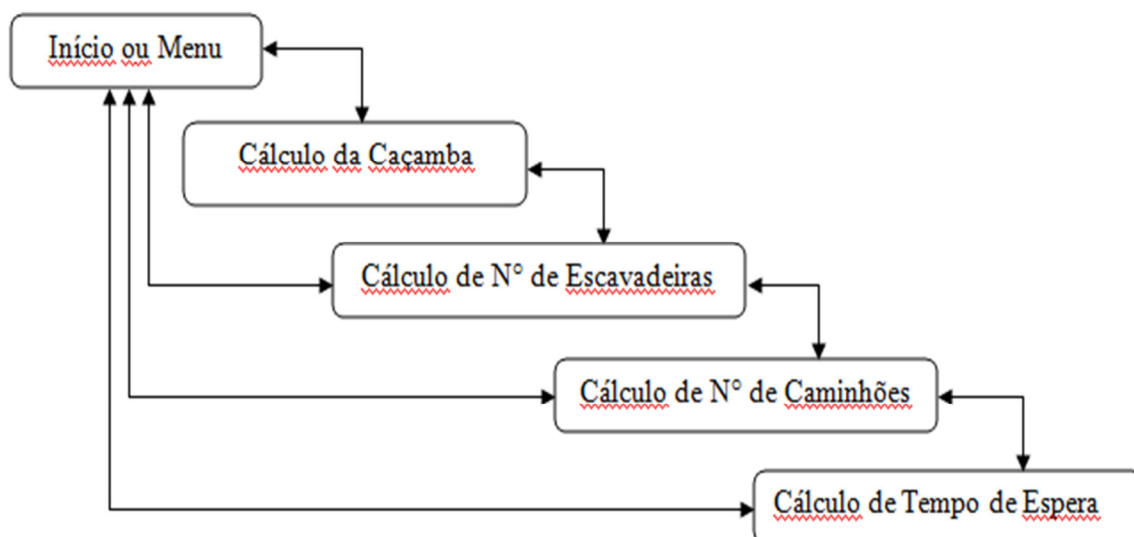 Início ou Menu
Cálculo da Caçamba
Cálculo de N° de Escavadeiras
Cálculo de N° de Caminhões
Cálculo de Tempo de Espera